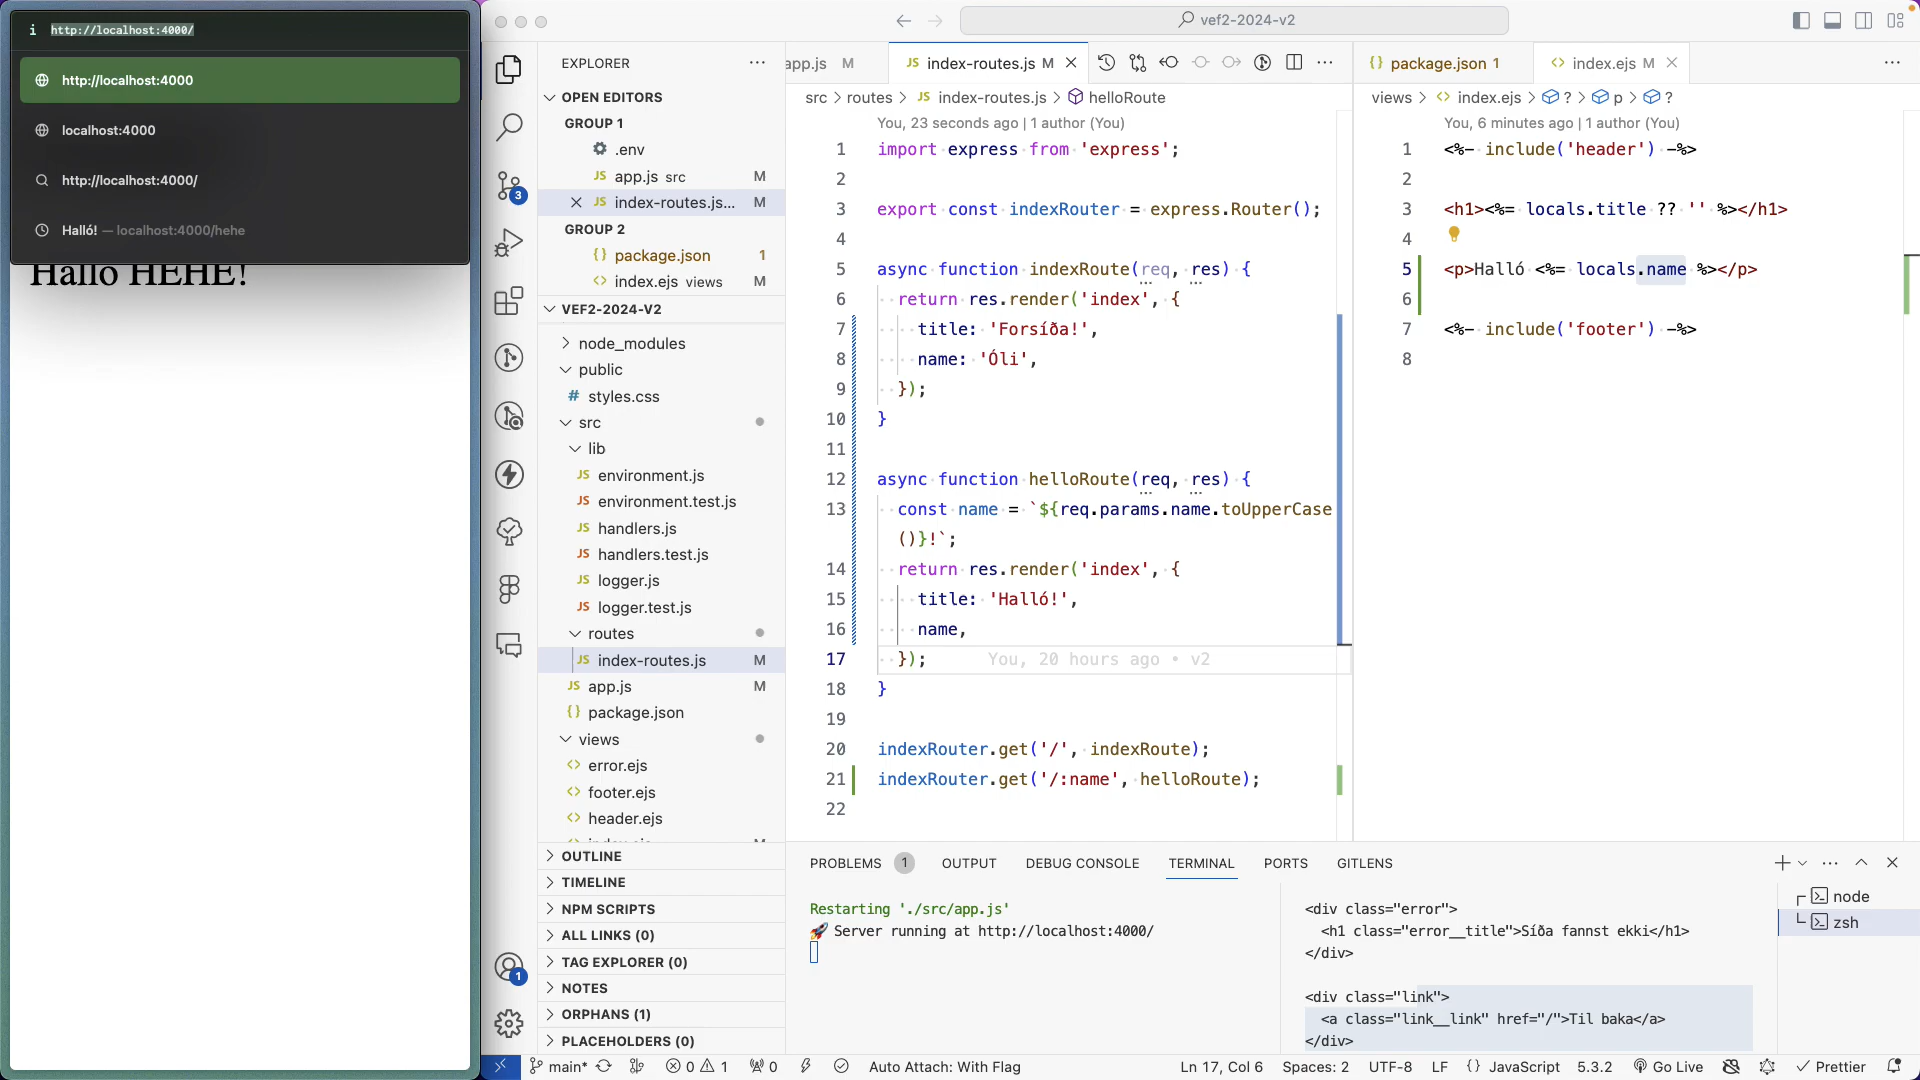 http://localhost:4000/
http://localhost:4000
localhost:4000
http://localhost:4000/
Halló! — localhost:4000/hehe
Halló HEHE!
vef2-2024-v2
EXPLORER
OPEN EDITORS
GROUP 1
.env
app.js src M
index-routes.js... M
GROUP 2
package.json 1
index.ejs views M
VEF2-2024-V2
node_modules
public
# styles.css
src
lib
JS environment.js
JS environment.test.js
JS handlers.js
JS handlers.test.js
JS logger.js
JS logger.test.js
routes
JS index-routes.js M
JS app.js M
{} package.json
views
<> error.ejs
<> footer.ejs
<> header.ejs
OUTLINE
TIMELINE
NPM SCRIPTS
ALL LINKS (0)
TAG EXPLORER (0)
NOTES
ORPHANS (1)
PLACEHOLDERS (0)
3
1
app.js M
JS index-routes.js M
src > routes > JS index-routes.js > helloRoute
You, 23 seconds ago | 1 author (You)
1 import express from 'express';
2
3 export const indexRouter = express.Router();
4
5 async function indexRoute(req, res) {
6 return res.render('index', {
7 title: 'Forsíða!',
8 name: 'Óli',
9 });
10 }
11
12 async function helloRoute(req, res) {
13 const name = `${req.params.name.toUpperCase
()}!`;
14 return res.render('index', {
15 title: 'Halló!',
16 name,
17 }); You, 20 hours ago • v2
18 }
19
20 indexRouter.get('/', indexRoute);
21 indexRouter.get('/:name', helloRoute);
22
{} package.json 1
<> index.ejs M
views > <> index.ejs > ? > p > ?
You, 6 minutes ago | 1 author (You)
1 <%- include('header') -%>
2
3 <h1><%= locals.title ?? '' %></h1>
4
5 <p>Halló <%= locals.name %></p>
6
7 <%- include('footer') -%>
8
PROBLEMS 1 OUTPUT DEBUG CONSOLE TERMINAL PORTS GITLENS
Restarting './src/app.js'
🚀 Server running at http://localhost:4000/
<div class="error">
<h1 class="error__title">Síða fannst ekki</h1>
</div>
<div class="link">
<a class="link__link" href="/">Til baka</a>
</div>
node
zsh
main* 0 1 0 Auto Attach: With Flag Ln 17, Col 6 Spaces: 2 UTF-8 LF {} JavaScript 5.3.2 Go Live Prettier